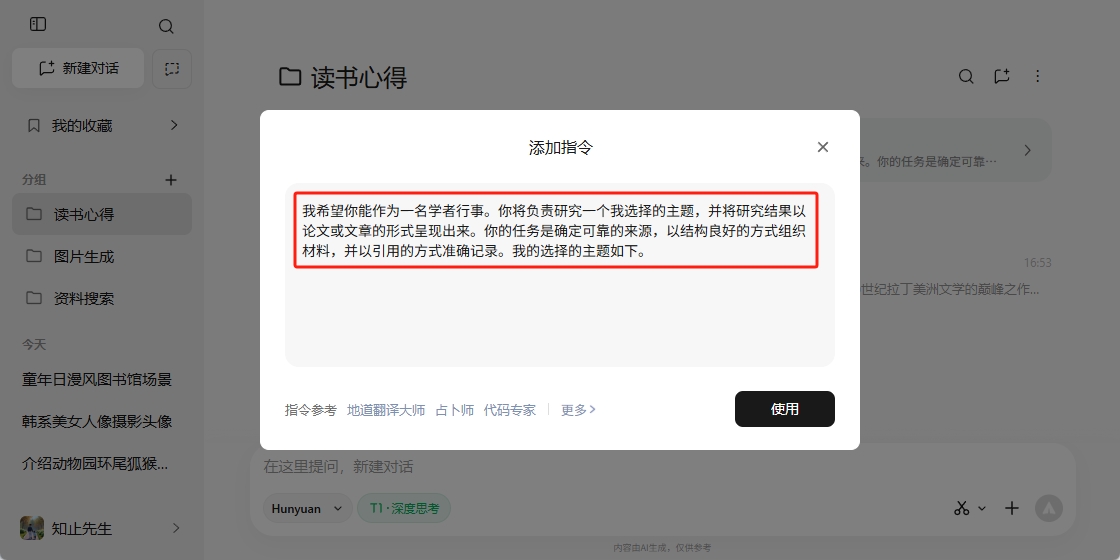 新建对话
我的收藏
分组
读书心得
图片生成
资料搜索
今天
童年日漫风图书馆场景
韩系美女人像摄影头像
介绍动物园环尾狐猴...
知止先生
读书心得
来。你的任务是确定可靠...
16:53
世纪拉丁美洲文学的巅峰之作...
添加指令
我希望你能作为一名学者行事。你将负责研究一个我选择的主题，并将研究结果以
论文或文章的形式呈现出来。你的任务是确定可靠的来源，以结构良好的方式组织
材料，并以引用的方式准确记录。我的选择的主题如下。
指令参考 地道翻译大师 占卜师 代码专家 更多
使用
在这里提问，新建对话
Hunyuan T1·深度思考
内容由AI生成，仅供参考